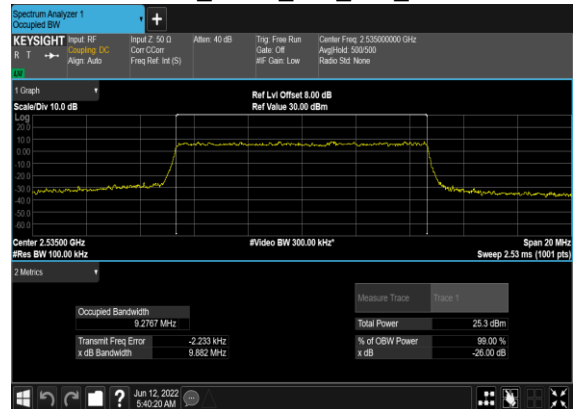 Spectrum Analyzer 1
Occupied BW
KEYSIGHT Input: RF Input Z: 50 Ω Atten: 40 dB Trig: Free Run Center Freq: 2.535000000 GHz
R T Coupling: DC Corr CCorr Gate: Off Avg|Hold: 500/500
Align: Auto Freq Ref: Int (S) #IF Gain: Low Radio Std: None
LW
1 Graph
Ref Lvl Offset 8.00 dB
Scale/Div 10.0 dB Ref Value 30.00 dBm
Log
20.0
10.0
0.00
-10.0
-20.0
-30.0
-40.0
-50.0
-60.0
Center 2.53500 GHz #Video BW 300.00 kHz* Span 20 MHz
#Res BW 100.00 kHz Sweep 2.53 ms (1001 pts)
2 Metrics
Measure Trace Trace 1
Occupied Bandwidth
9.2767 MHz Total Power 25.3 dBm
Transmit Freq Error -2.233 kHz % of OBW Power 99.00 %
x dB Bandwidth 9.882 MHz x dB -26.00 dB
Jun 12, 2022
5:40:20 AM